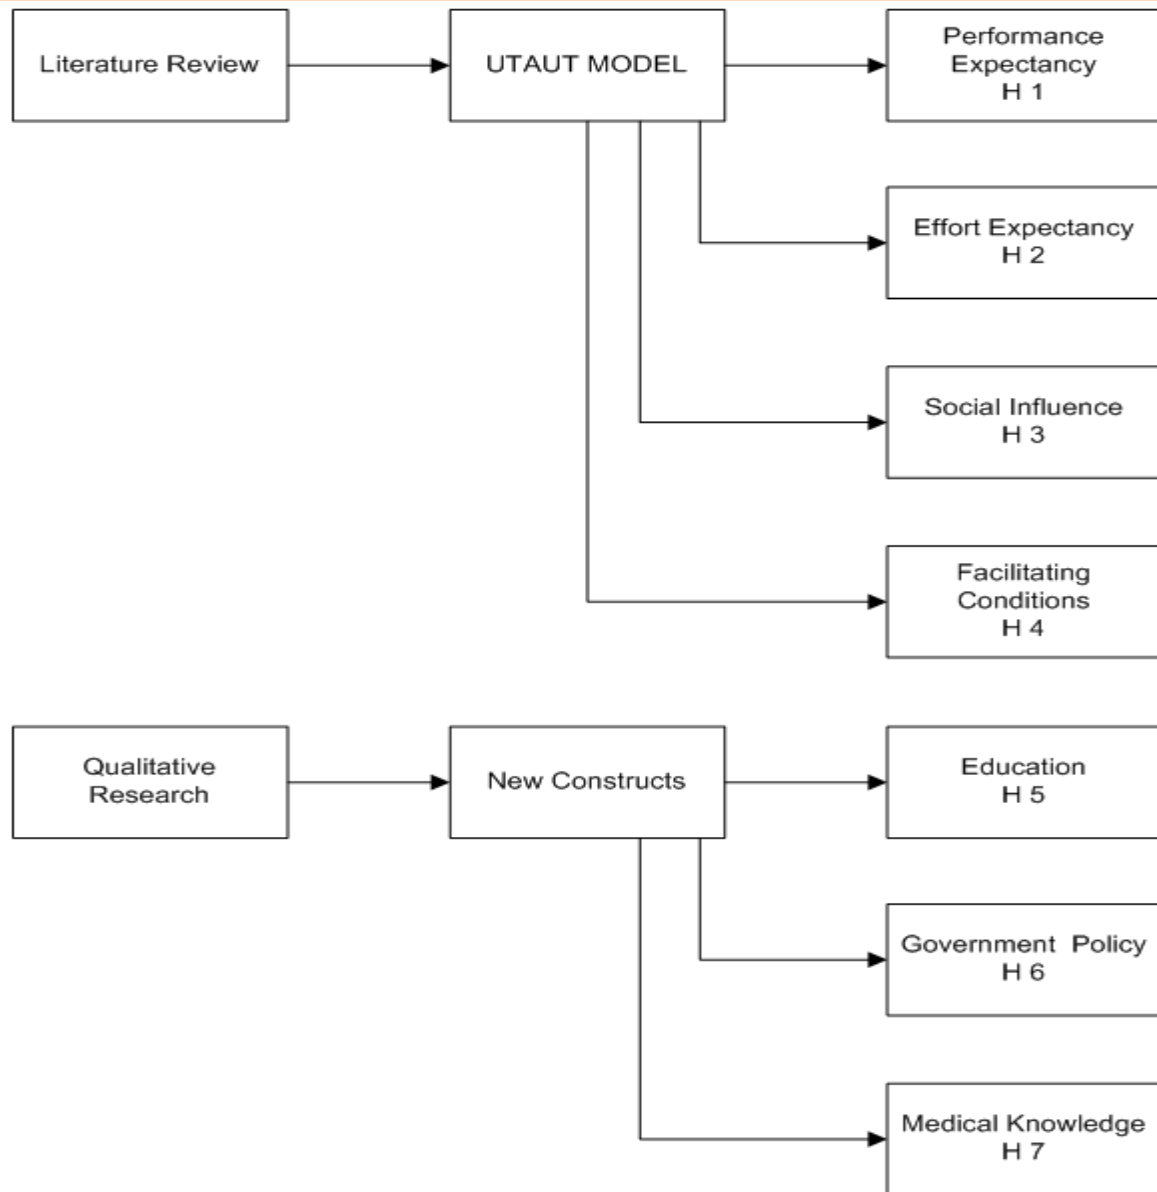 Literature Review
UTAUT MODEL
Performance
Expectancy
H 1
Effort Expectancy
H 2
Social Influence
H 3
Facilitating
Conditions
H 4
Qualitative
Research
New Constructs
Education
H 5
Government Policy
H 6
Medical Knowledge
H 7